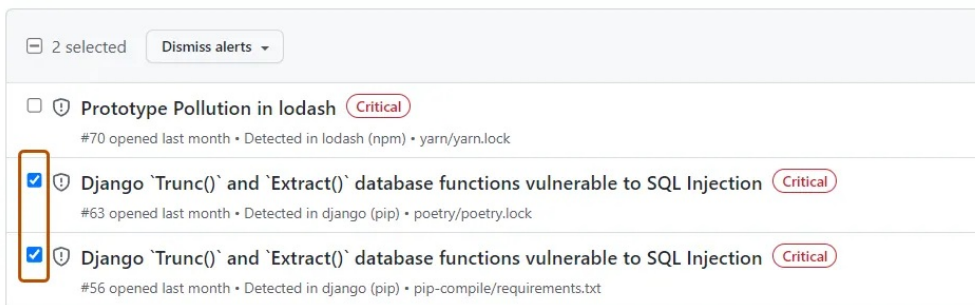 2 selected Dismiss alerts
Prototype Pollution in lodash Critical
#70 opened last month • Detected in lodash (npm) • yarn/yarn.lock
Django `Trunc()` and `Extract()` database functions vulnerable to SQL Injection Critical
#63 opened last month • Detected in django (pip) • poetry/poetry.lock
Django `Trunc()` and `Extract()` database functions vulnerable to SQL Injection Critical
#56 opened last month • Detected in django (pip) • pip-compile/requirements.txt